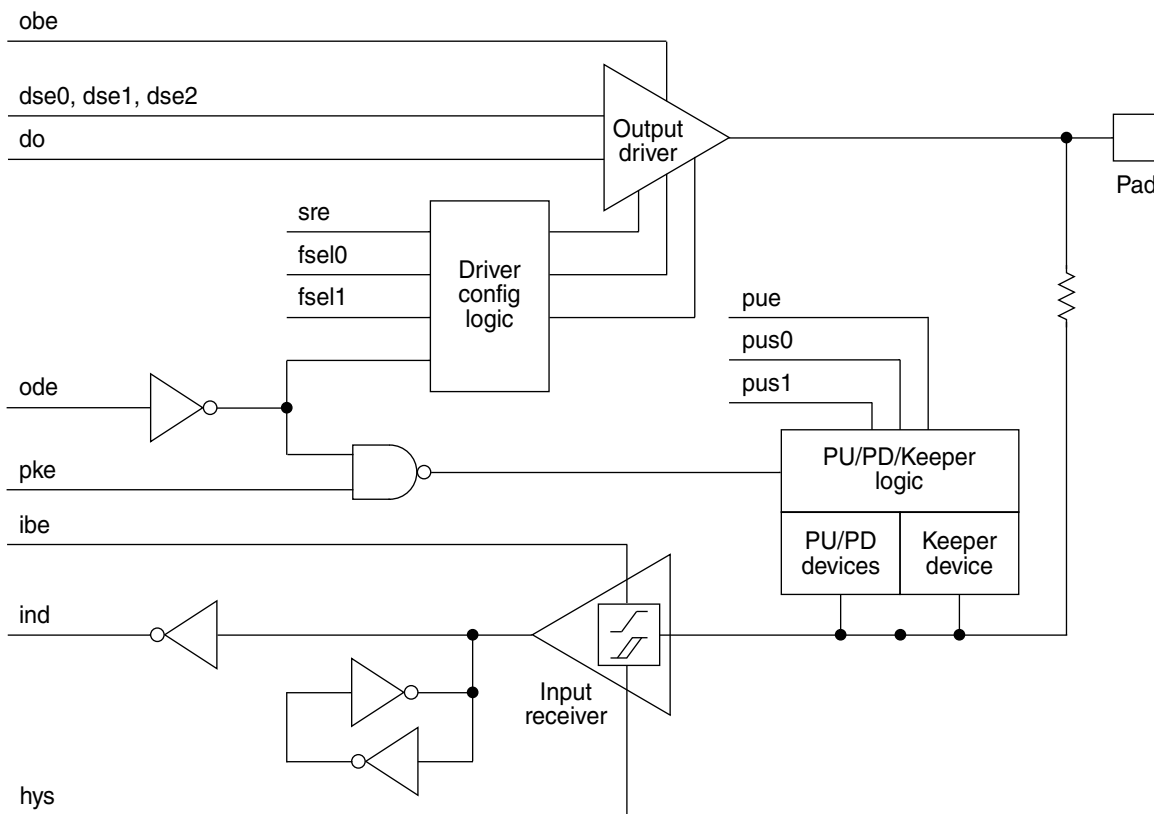 obe
dse0, dse1, dse2
do
Output
driver
Pad
sre
fsel0
fsel1
Driver
config
logic
pue
pus0
pus1
ode
pke
PU/PD/Keeper
logic
ibe
PU/PD
devices
Keeper
device
ind
Input
receiver
hys